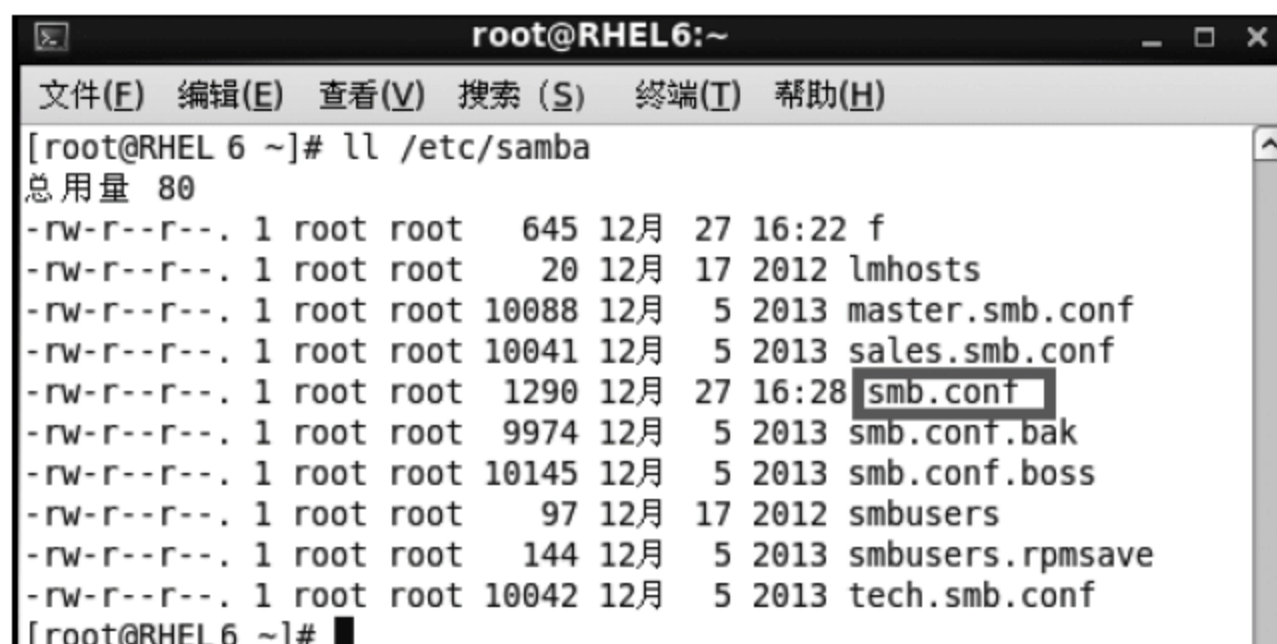 root@RHEL6:~
文件(F) 编辑(E) 查看(V) 搜索 (S) 终端(T) 帮助(H)
[root@RHEL 6 ~]# ll /etc/samba
总用量 80
-rw-r--r--. 1 root root   645 12月  27 16:22 f
-rw-r--r--. 1 root root    20 12月  17 2012 lmhosts
-rw-r--r--. 1 root root 10088 12月   5 2013 master.smb.conf
-rw-r--r--. 1 root root 10041 12月   5 2013 sales.smb.conf
-rw-r--r--. 1 root root  1290 12月  27 16:28 smb.conf
-rw-r--r--. 1 root root  9974 12月   5 2013 smb.conf.bak
-rw-r--r--. 1 root root 10145 12月   5 2013 smb.conf.boss
-rw-r--r--. 1 root root    97 12月  17 2012 smbusers
-rw-r--r--. 1 root root   144 12月   5 2013 smbusers.rpmsave
-rw-r--r--. 1 root root 10042 12月   5 2013 tech.smb.conf
[root@RHEL6 ~]#